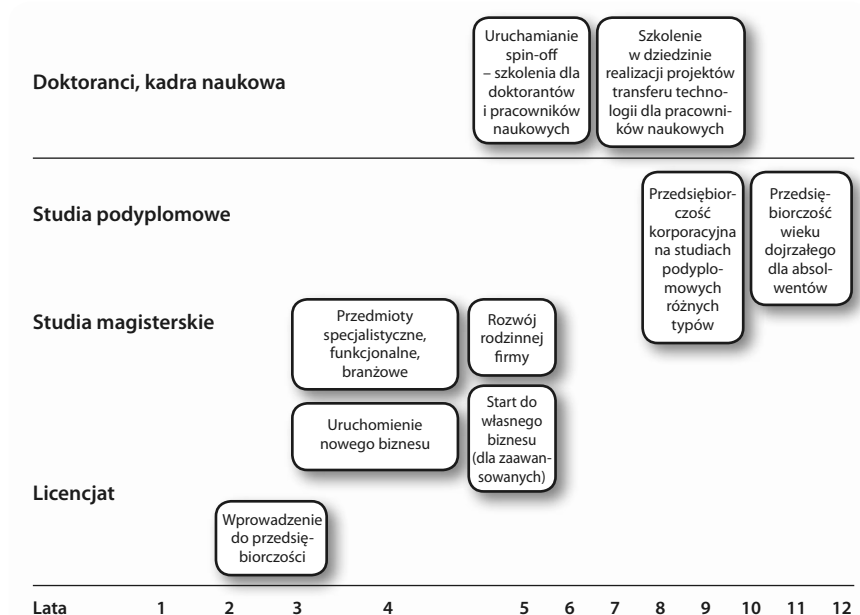 Doktoranci, kadra naukowa
Uruchamianie
spin-off
– szkolenia dla
doktorantów
i pracowników
naukowych
Szkolenie
w dziedzinie
realizacji projektów
transferu techno-
logii dla pracowni-
ków naukowych
Studia podyplomowe
Przedsiębior-
czość
korporacyjna
na studiach
podyplo-
mowych
różnych
typów
Przedsię-
biorczość
wieku
dojrzałego
dla absol-
wentów
Studia magisterskie
Przedmioty
specjalistyczne,
funkcjonalne,
branżowe
Rozwój
rodzinnej
firmy
Uruchomienie
nowego biznesu
Start do
własnego
biznesu
(dla zaawan-
sowanych)
Licencjat
Wprowadzenie
do przedsię-
biorczości
Lata 1 2 3 4 5 6 7 8 9 10 11 12